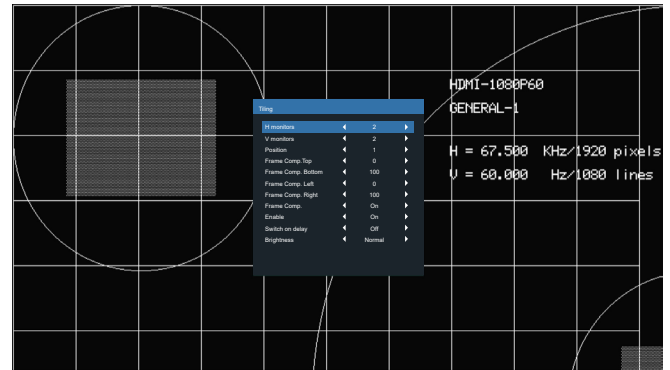 HDMI-1080P60
GENERAL-1
H = 67.500 KHz/1920 pixels
V = 60.000 Hz/1080 lines
Tiling
H monitors 2
V monitors 2
Position 1
Frame Comp.Top 0
Frame Comp. Bottom 100
Frame Comp. Left 0
Frame Comp. Right 100
Frame Comp. On
Enable On
Switch on delay Off
Brightness Normal